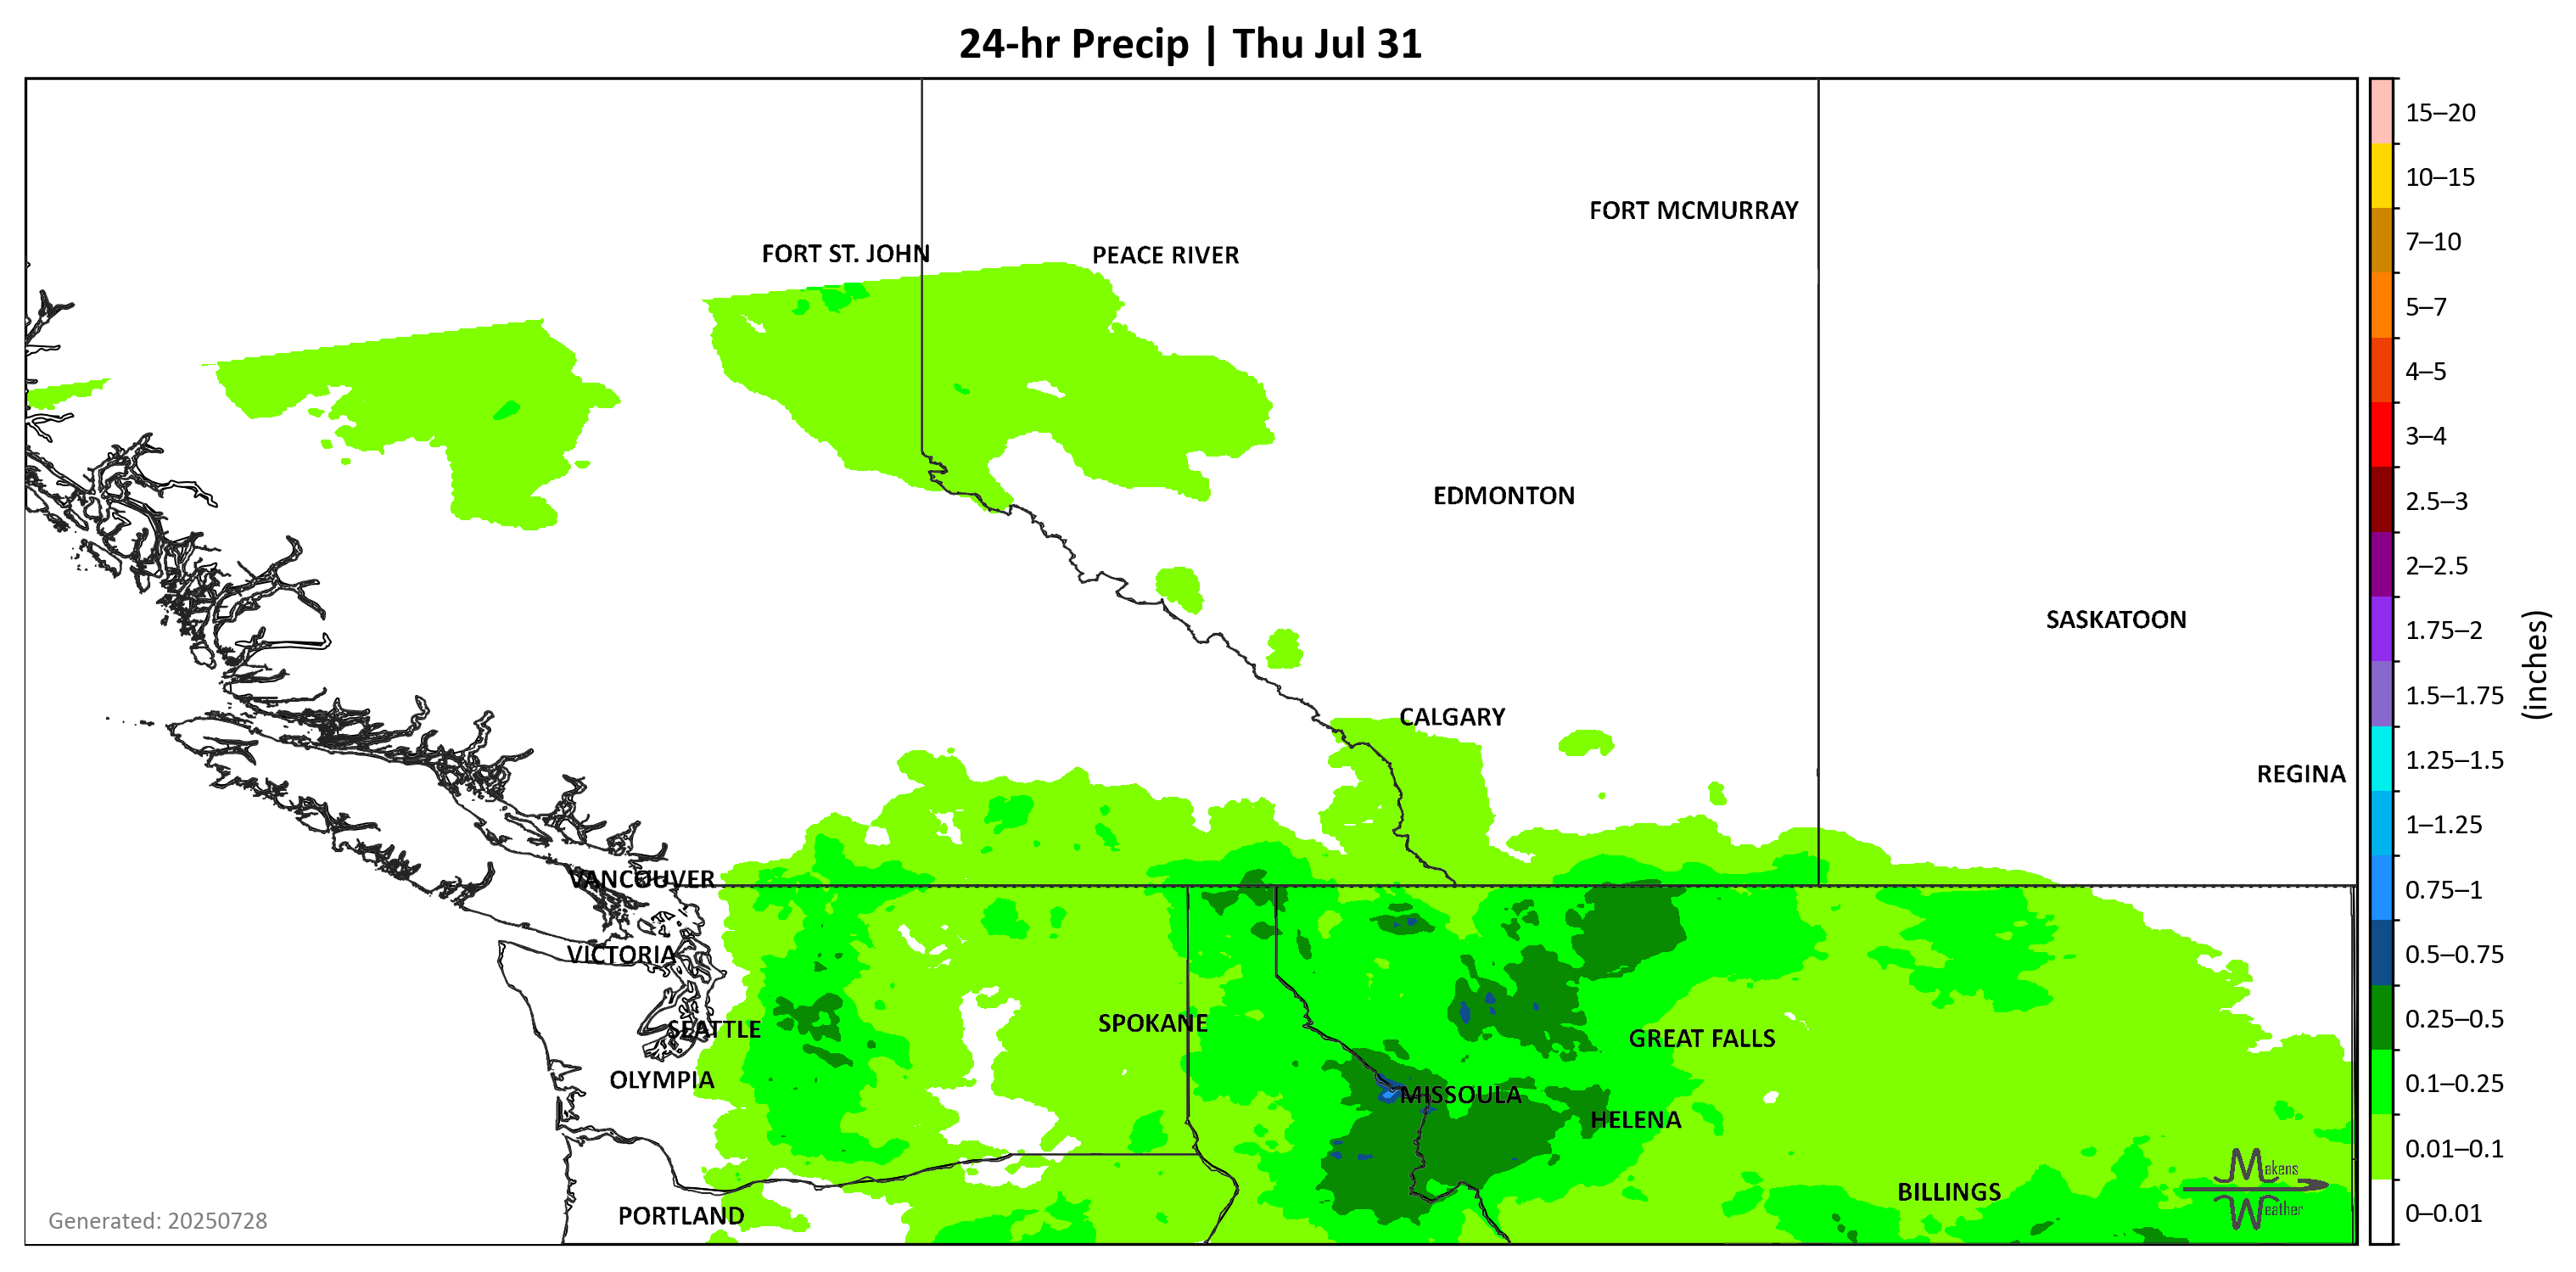 24-hr Precip | Thu Jul 31
15–20
10–15
FORT MCMURRAY
7–10
FORT ST. JOHN
PEACE RIVER
5–7
4–5
3–4
EDMONTON
2.5–3
2–2.5
SASKATOON
1.75–2
(inches)
1.5–1.75
CALGARY
1.25–1.5
REGINA
1–1.25
VANCOUVER
0.75–1
VICTORIA
0.5–0.75
SEATTLE
SPOKANE
GREAT FALLS
0.25–0.5
OLYMPIA
MISSOULA
HELENA
0.1–0.25
0.01–0.1
Makens
Weather
BILLINGS
PORTLAND
Generated: 20250728
0–0.01